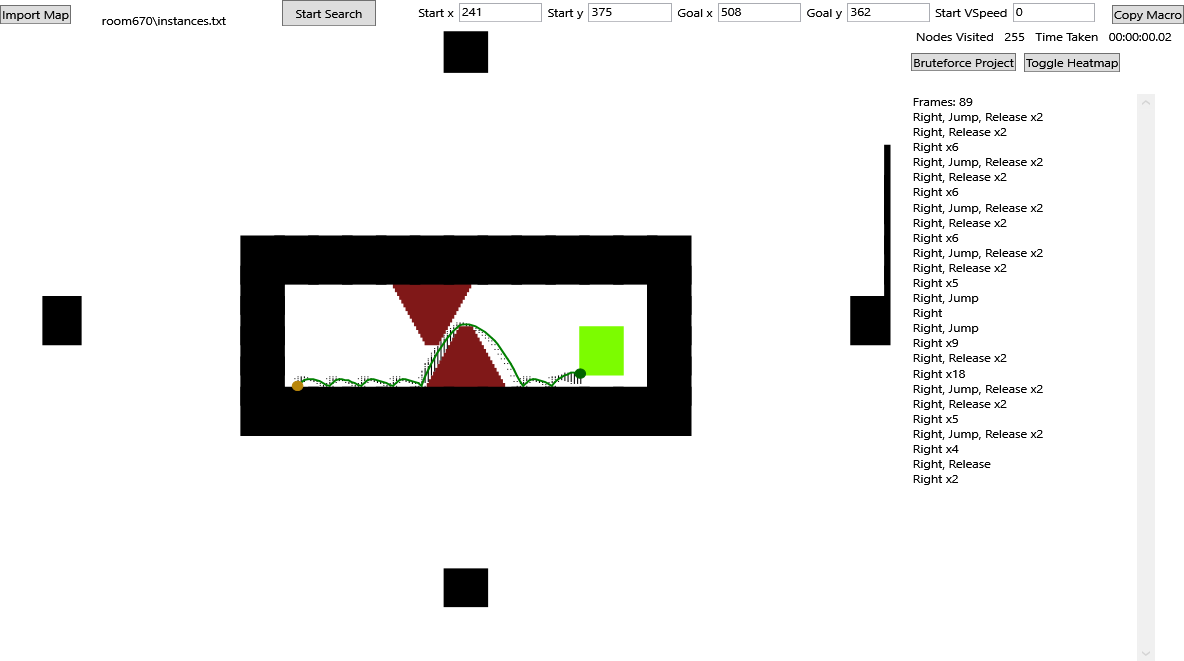 Import Map
room670\instances.txt
Start Search
Start x 241 Start y 375 Goal x 508 Goal y 362 Start VSpeed 0
Copy Macro
Nodes Visited 255 Time Taken 00:00:00.02
Bruteforce Project Toggle Heatmap
Frames: 89
Right, Jump, Release x2
Right, Release x2
Right x6
Right, Jump, Release x2
Right, Release x2
Right x6
Right, Jump, Release x2
Right, Release x2
Right x6
Right, Jump, Release x2
Right, Release x2
Right x5
Right, Jump
Right
Right, Jump
Right x9
Right, Release x2
Right x18
Right, Jump, Release x2
Right, Release x2
Right x5
Right, Jump, Release x2
Right x4
Right, Release
Right x2